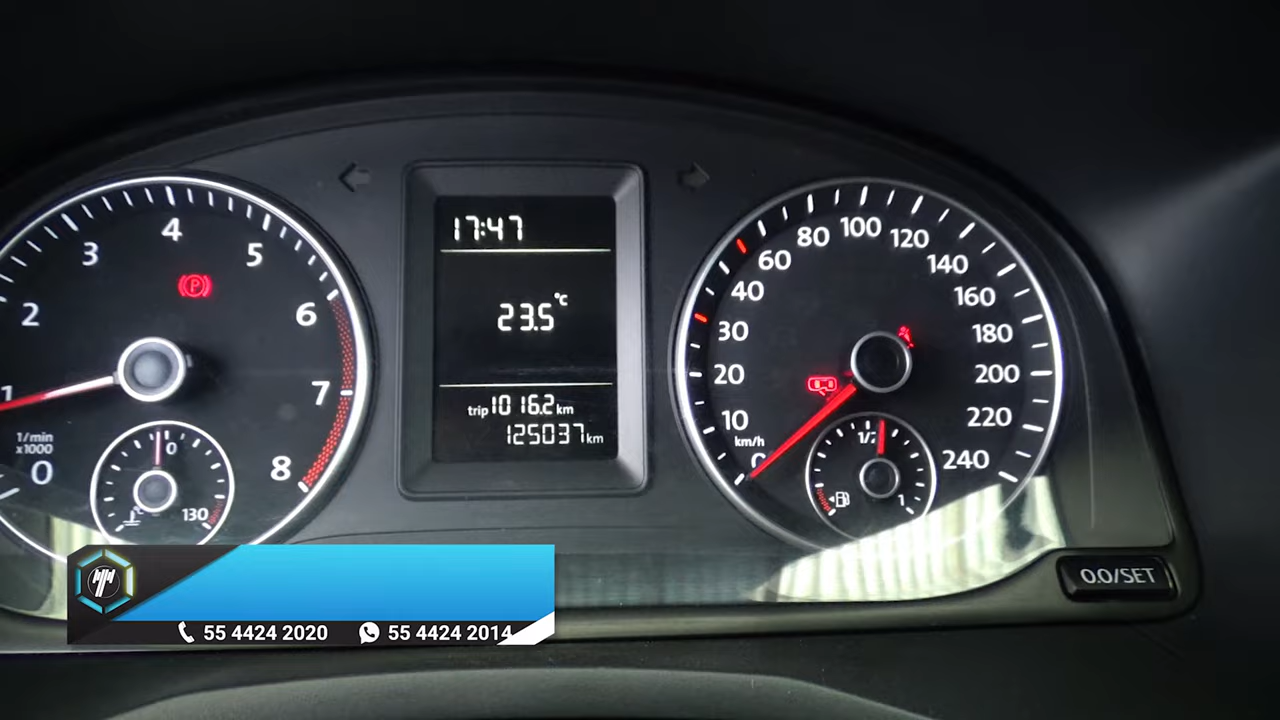 1
2
3
4
5
6
7
8
1/min
x1000
0
P
90
130
17:47
23.5°C
trip 1016.2 km
125037 km
0
10
20
30
40
60
80
100
120
140
160
180
200
220
240
km/h
1/2
1
0.0/SET
55 4424 2020
55 4424 2014